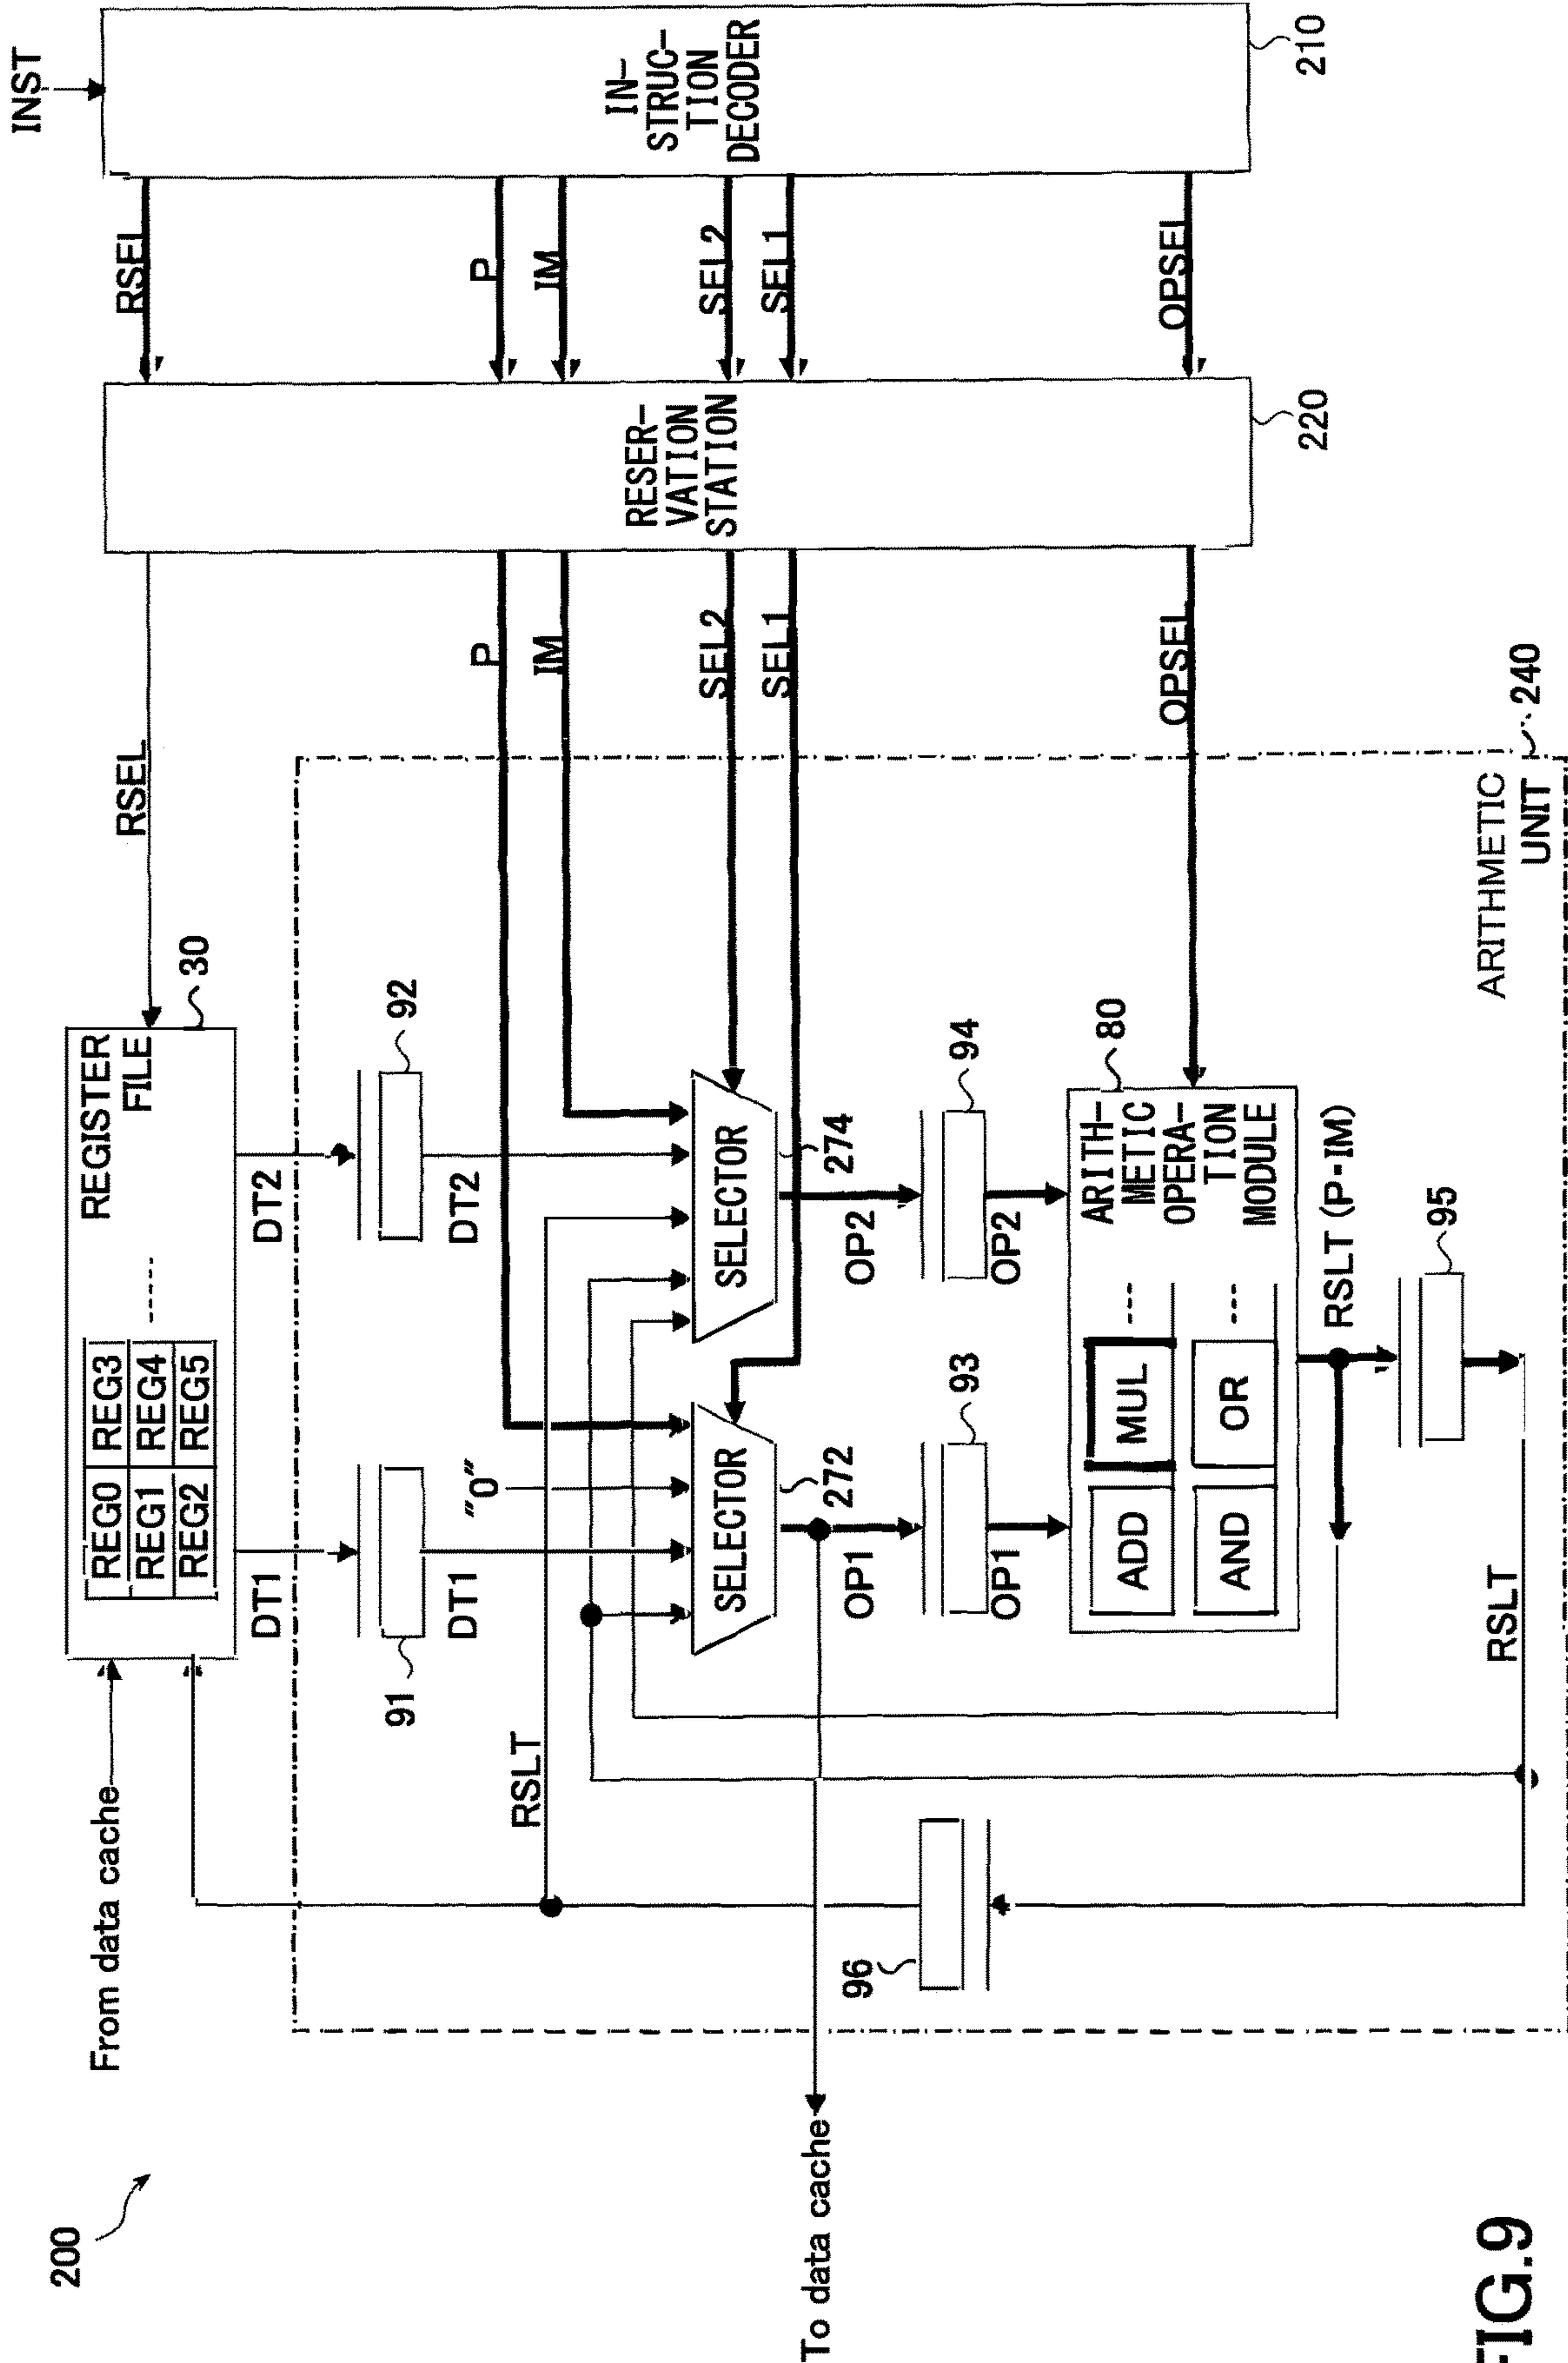 200
From data cache
REGISTER
FILE
30
REG0 REG3
REG1 REG4
REG2 REG5
-----
RSEL
RSEL
INST
DT1
DT2
91
92
DT1
DT2
"0"
RSLT
P
P
IM
IM
SELECTOR
272
SELECTOR
274
SEL2
SEL2
SEL1
SEL1
RESER-
VATION
STATION
220
IN-
STRUC-
TION
DECODER
210
To data cache
OP1
OP2
96
93
94
OP1
OP2
80
ARITH-
METIC
OPERA-
TION
MODULE
ADD
MUL
---
AND
OR
---
OPSEL
OPSEL
RSLT (P·IM)
95
RSLT
ARITHMETIC
UNIT
240
FIG.9